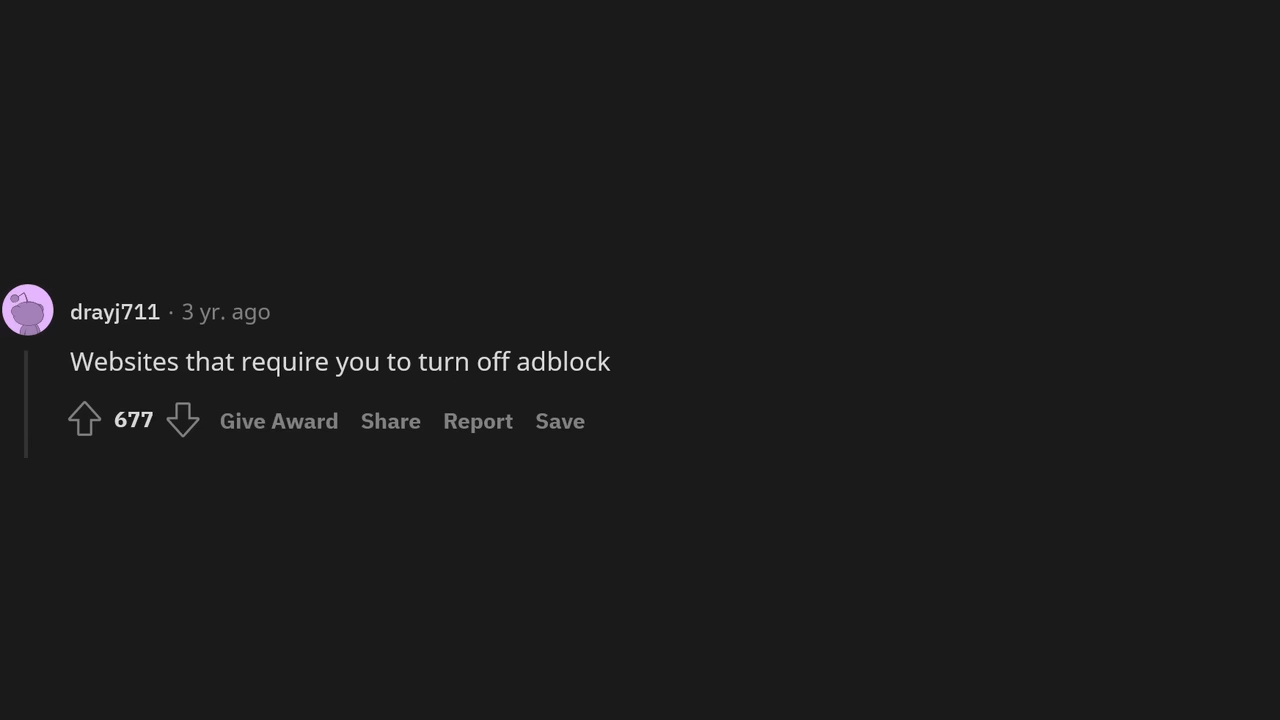 drayj711 · 3 yr. ago
Websites that require you to turn off adblock
677 Give Award Share Report Save